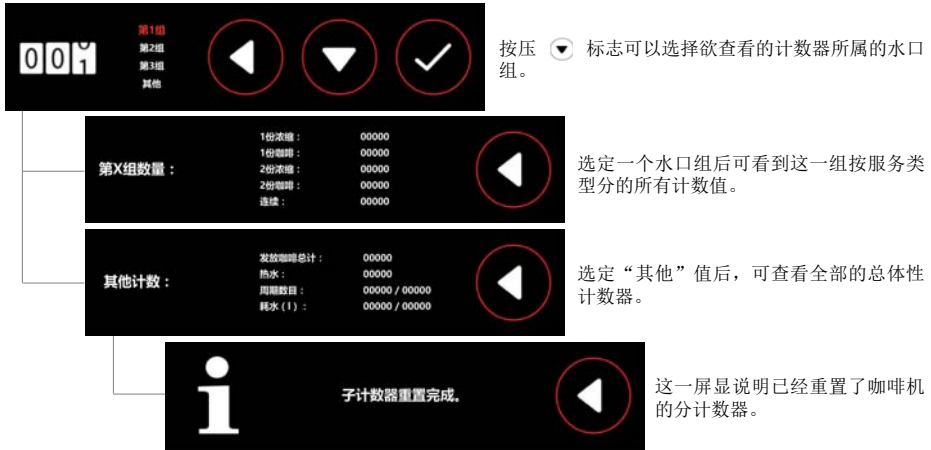 001
第1组
第2组
第3组
其他
按压 标志可以选择欲查看的计数器所属的水口
组。
第X组数量：
1份浓缩： 00000
1份咖啡： 00000
2份浓缩： 00000
2份咖啡： 00000
连续： 00000
选定一个水口组后可看到这一组按服务类
型分的所有计数值。
其他计数：
发放咖啡总计： 00000
热水： 00000
周期数目： 00000 / 00000
耗水(l)： 00000 / 00000
选定“其他”值后，可查看全部的总体性
计数器。
i
子计数器重置完成。
这一屏显说明已经重置了咖啡机
的分计数器。